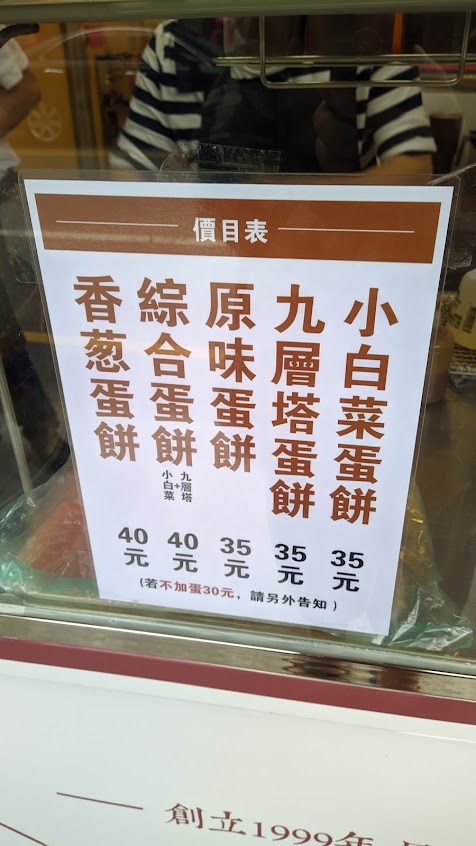 價目表
小白菜蛋餅 35元
九層塔蛋餅 35元
原味蛋餅 35元
綜合蛋餅 九層塔+小白菜 40元
香蔥蛋餅 40元
(若不加蛋30元，請另外告知)
創立1999年